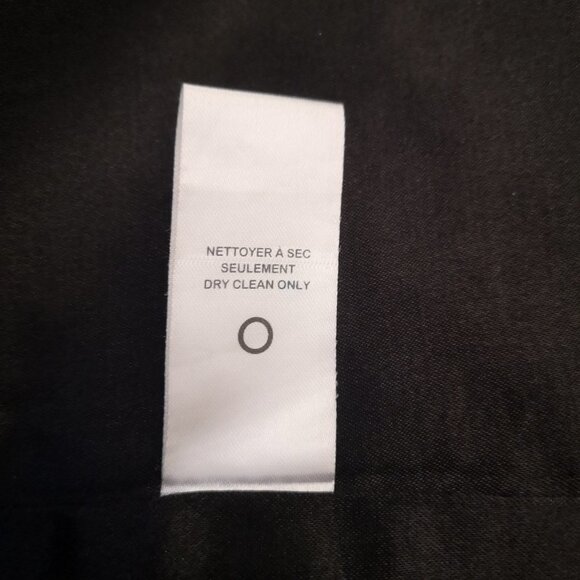 NETTOYER À SEC
SEULEMENT
DRY CLEAN ONLY